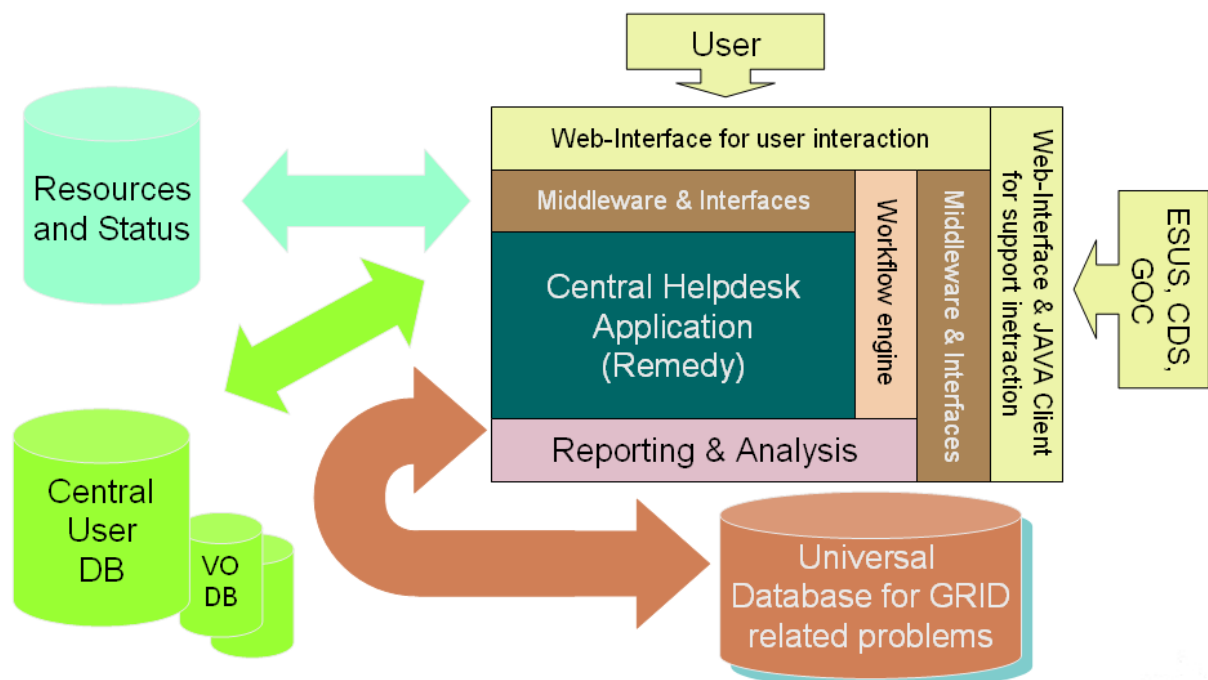 User
Web-Interface for user interaction
Resources
and Status
Middleware & Interfaces
Central Helpdesk
Application
(Remedy)
Workflow engine
Middleware & Interfaces
Web-Interface & JAVA Client
for support inetraction
ESUS, CDS,
GOC
Reporting & Analysis
Central
User
DB
VO
DB
Universal
Database for GRID
related problems